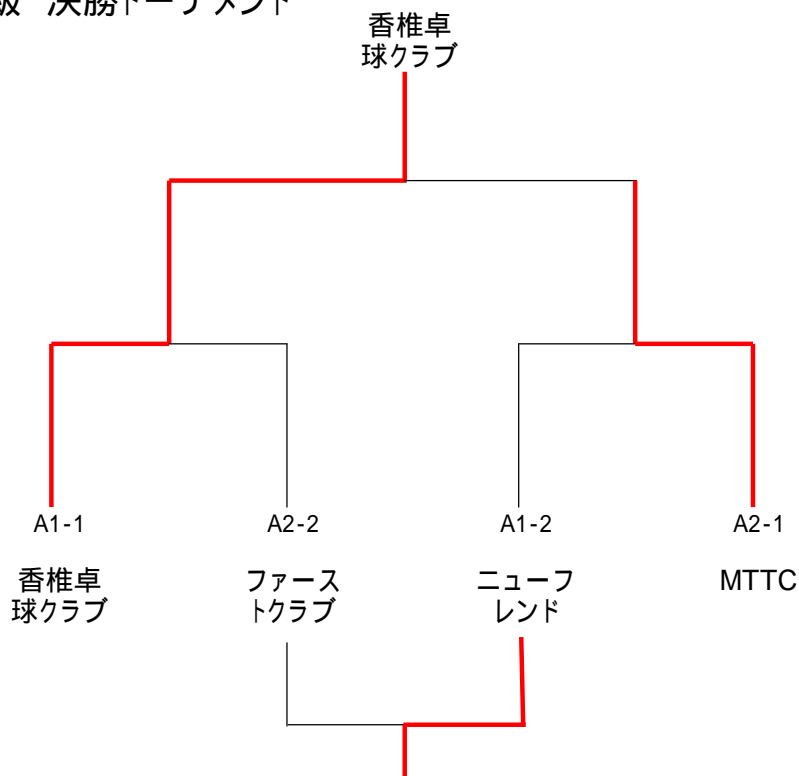 級 決勝トーナメント
香椎卓
球クラブ
A1-1
A2-2
A1-2
A2-1
香椎卓
球クラブ
ファース
トクラブ
ニューフ
レンド
MTTC